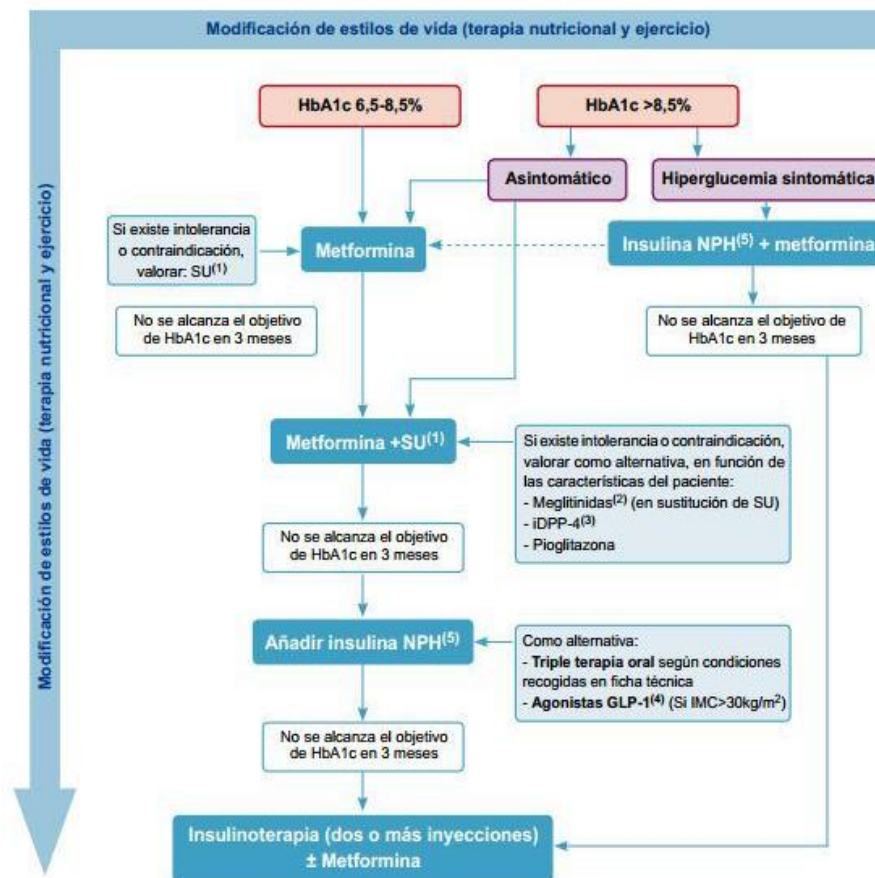 Modificación de estilos de vida (terapia nutricional y ejercicio)
Modificación de estilos de vida (terapia nutricional y ejercicio)
HbA1c 6,5-8,5%
HbA1c >8,5%
Asintomático
Hiperglucemia sintomática
Si existe intolerancia
o contraindicación,
valorar: SU(1)
Metformina
Insulina NPH(5) + metformina
No se alcanza el objetivo
de HbA1c en 3 meses
No se alcanza el objetivo de
HbA1c en 3 meses
Metformina +SU(1)
Si existe intolerancia o contraindicación,
valorar como alternativa, en función de
las características del paciente:
- Meglitinidas(2) (en sustitución de SU)
- iDPP-4(3)
- Pioglitazona
No se alcanza el objetivo
de HbA1c en 3 meses
Añadir insulina NPH(5)
Como alternativa:
- Triple terapia oral según condiciones
recogidas en ficha técnica
- Agonistas GLP-1(4) (Si IMC>30kg/m2)
No se alcanza el objetivo
de HbA1c en 3 meses
Insulinoterapia (dos o más inyecciones)
± Metformina